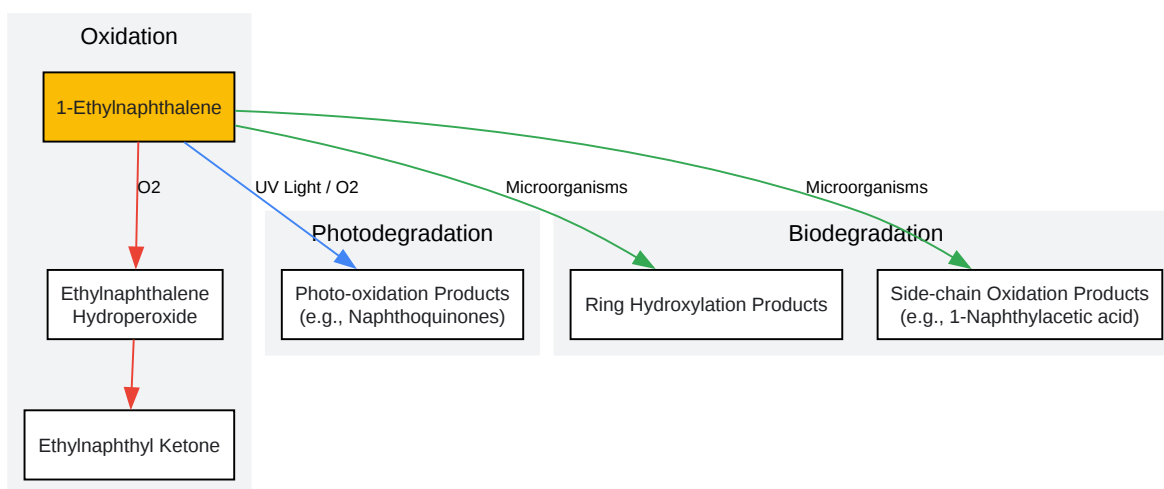 Oxidation
1-Ethylnaphthalene
O2
UV Light / O2
Microorganisms
Microorganisms
Photodegradation
Biodegradation
Ethylnaphthalene
Hydroperoxide
Photo-oxidation Products
(e.g., Naphthoquinones)
Ring Hydroxylation Products
Side-chain Oxidation Products
(e.g., 1-Naphthylacetic acid)
Ethylnaphthyl Ketone